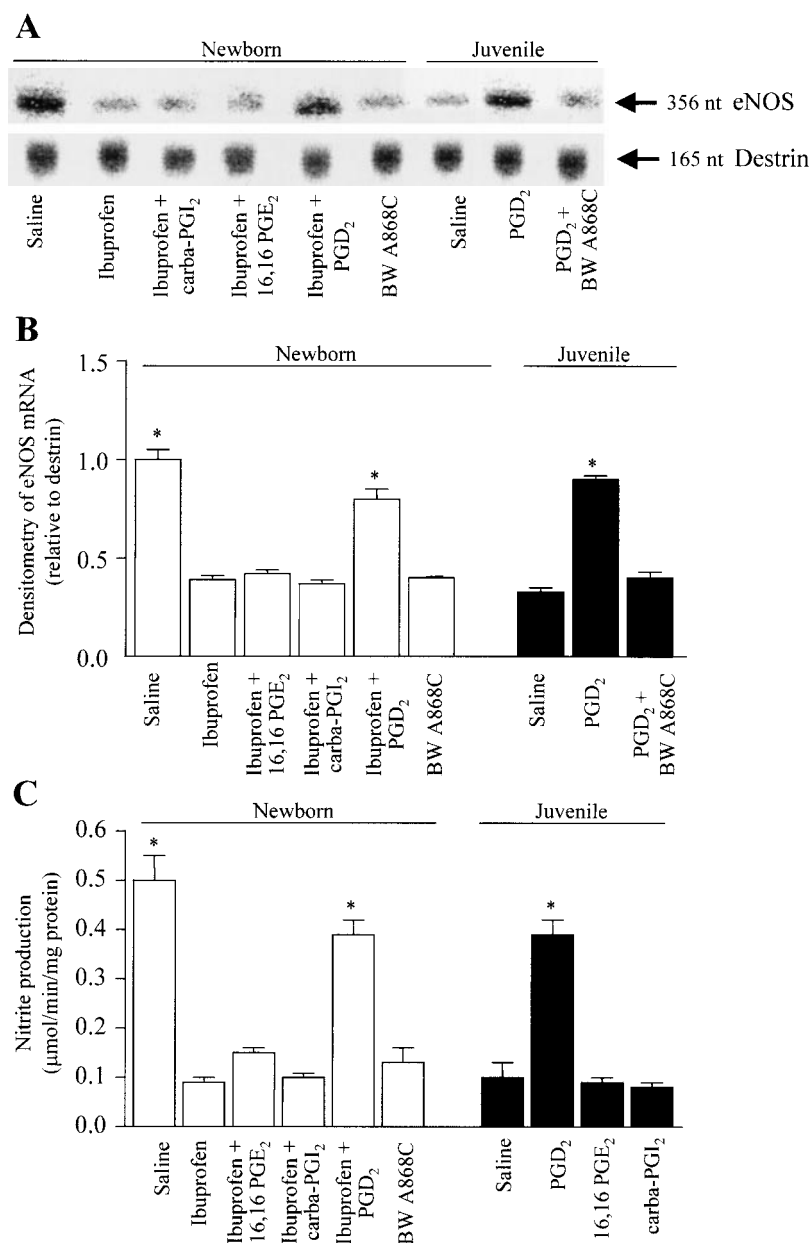 A
Newborn
Juvenile
356 nt eNOS
165 nt Destrin
Saline
Ibuprofen
Ibuprofen +
carba-PGI2
Ibuprofen +
16,16 PGE2
Ibuprofen +
PGD2
BW A868C
Saline
PGD2
PGD2 +
BW A868C
B
Newborn
Juvenile
Densitometry of eNOS mRNA
(relative to destrin)
1.5
1.0
0.5
0.0
*
*
*
Saline
Ibuprofen
Ibuprofen +
16,16 PGE2
Ibuprofen +
carba-PGI2
Ibuprofen +
PGD2
BW A868C
Saline
PGD2
PGD2 +
BW A868C
C
Newborn
Juvenile
Nitrite production
(μmol/min/mg protein)
0.6
0.5
0.4
0.3
0.2
0.1
0.0
*
*
*
Saline
Ibuprofen
Ibuprofen +
16,16 PGE2
Ibuprofen +
carba-PGI2
Ibuprofen +
PGD2
BW A868C
Saline
PGD2
16,16 PGE2
carba-PGI2